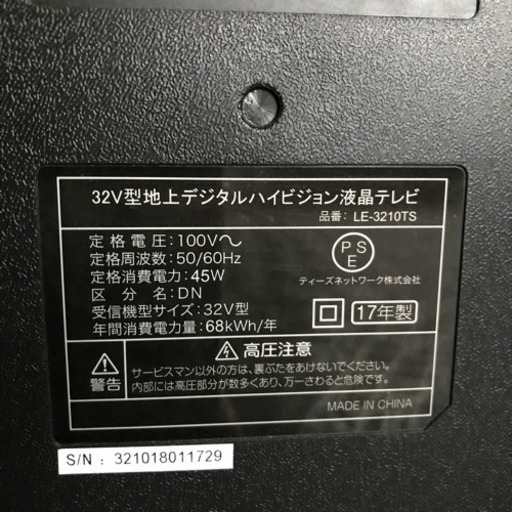 32V型地上デジタルハイビジョン液晶テレビ
品番: LE-3210TS
定格電圧:100V〜
定格周波数:50/60Hz
定格消費電力:45W
区分名:DN
受信機型サイズ:32V型
年間消費電力量:68kWh/年
PSE
ティーズネットワーク株式会社
17年製
警告
高圧注意
サービスマン以外の方は、裏ぶたをあけないでください。
内部には高圧部分が数多くあり、万一さわると危険です。
MADE IN CHINA
S/N : 321018011729